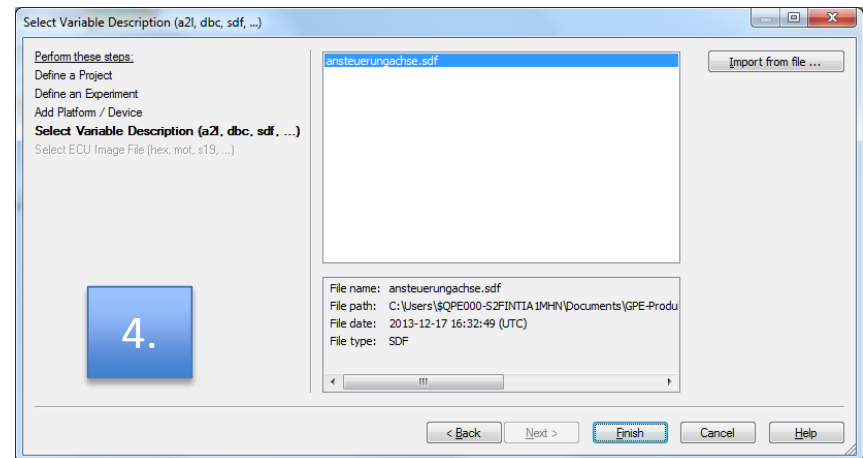 Select Variable Description (a2l, dbc, sdf, ...)
Perform these steps:
Define a Project
Define an Experiment
Add Platform / Device
Select Variable Description (a2l, dbc, sdf, ...)
Select ECU Image File (hex, mot, s19, ...)
ansteuerungachse.sdf
Import from file ...
File name: ansteuerungachse.sdf
File path: C:\Users\$QPE000-S2FINTIA1MHN\Documents\GPE-Produ
File date: 2013-12-17 16:32:49 (UTC)
File type: SDF
4.
< Back
Next >
Finish
Cancel
Help